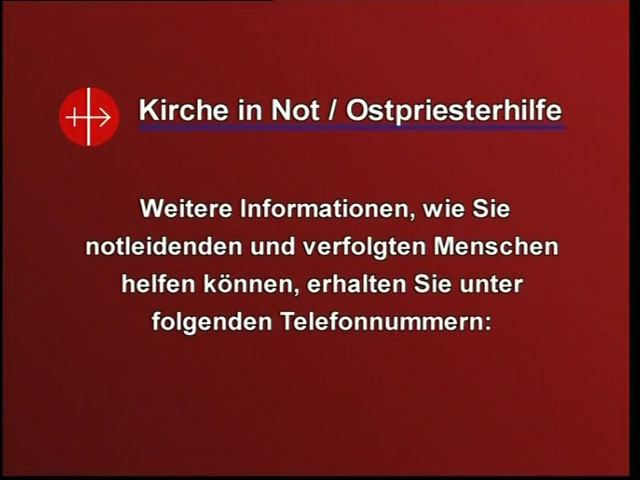 Kirche in Not / Ostpriesterhilfe
Weitere Informationen, wie Sie
notleidenden und verfolgten Menschen
helfen können, erhalten Sie unter
folgenden Telefonnummern: